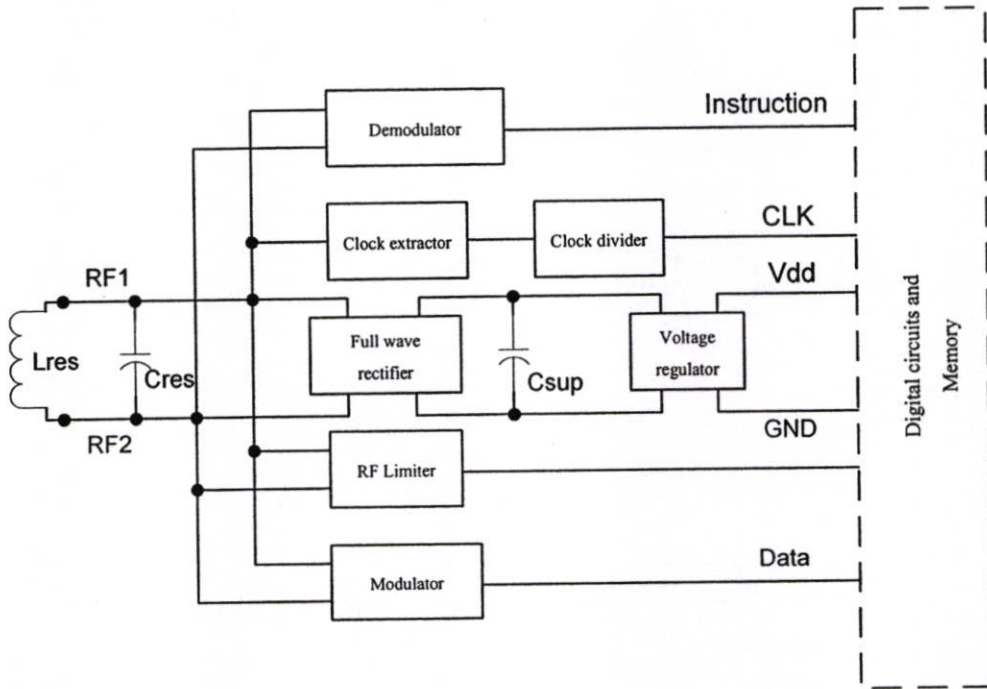 Instruction
Demodulator
CLK
Clock extractor
Clock divider
Vdd
RF1
Full wave
rectifier
Voltage
regulator
Lres
Cres
Csup
RF2
GND
RF Limiter
Data
Modulator
Digital circuits and
Memory